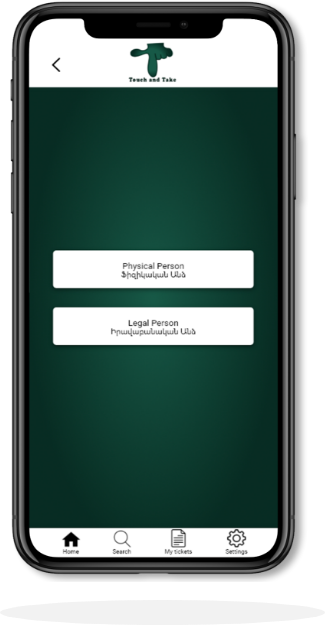 Touch and Take
Physical Person
Ֆիզիկական Անձ
Legal Person
Իրավաբանական Անձ
Home
Search
My tickets
Settings